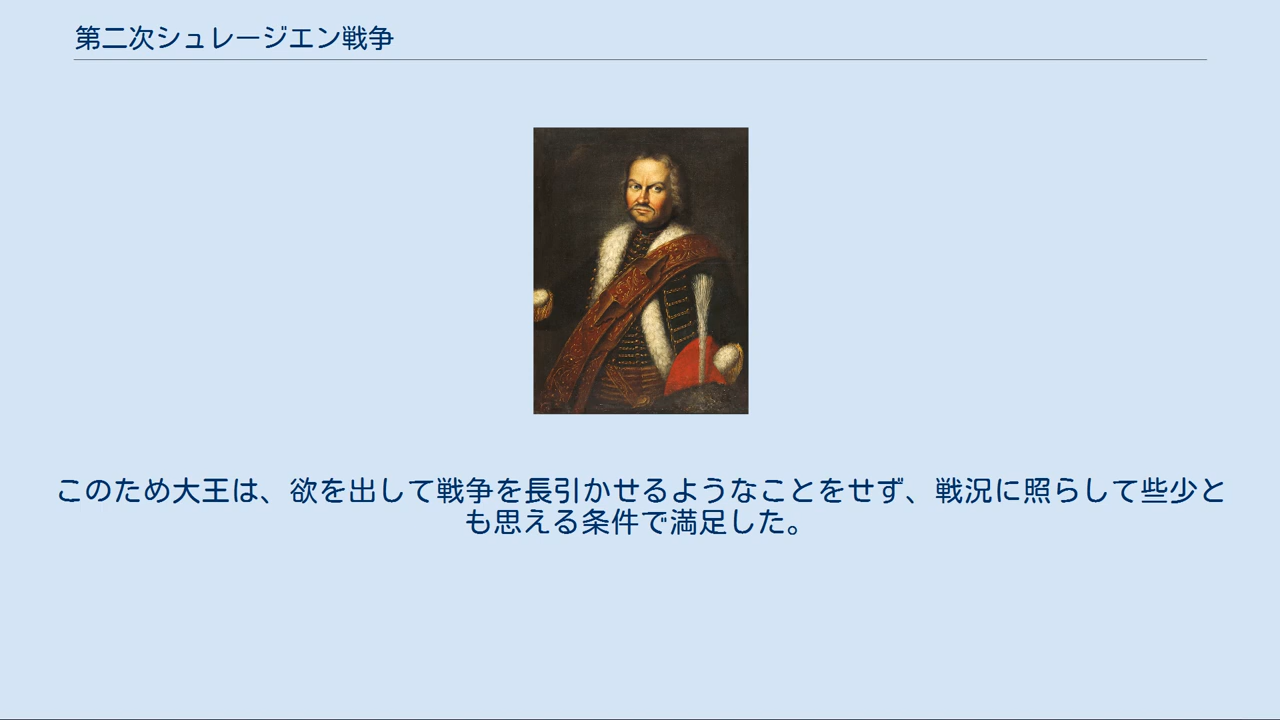 第二次シュレージエン戦争
このため大王は、欲を出して戦争を長引かせるようなことをせず、戦況に照らして些少と
も思える条件で満足した。